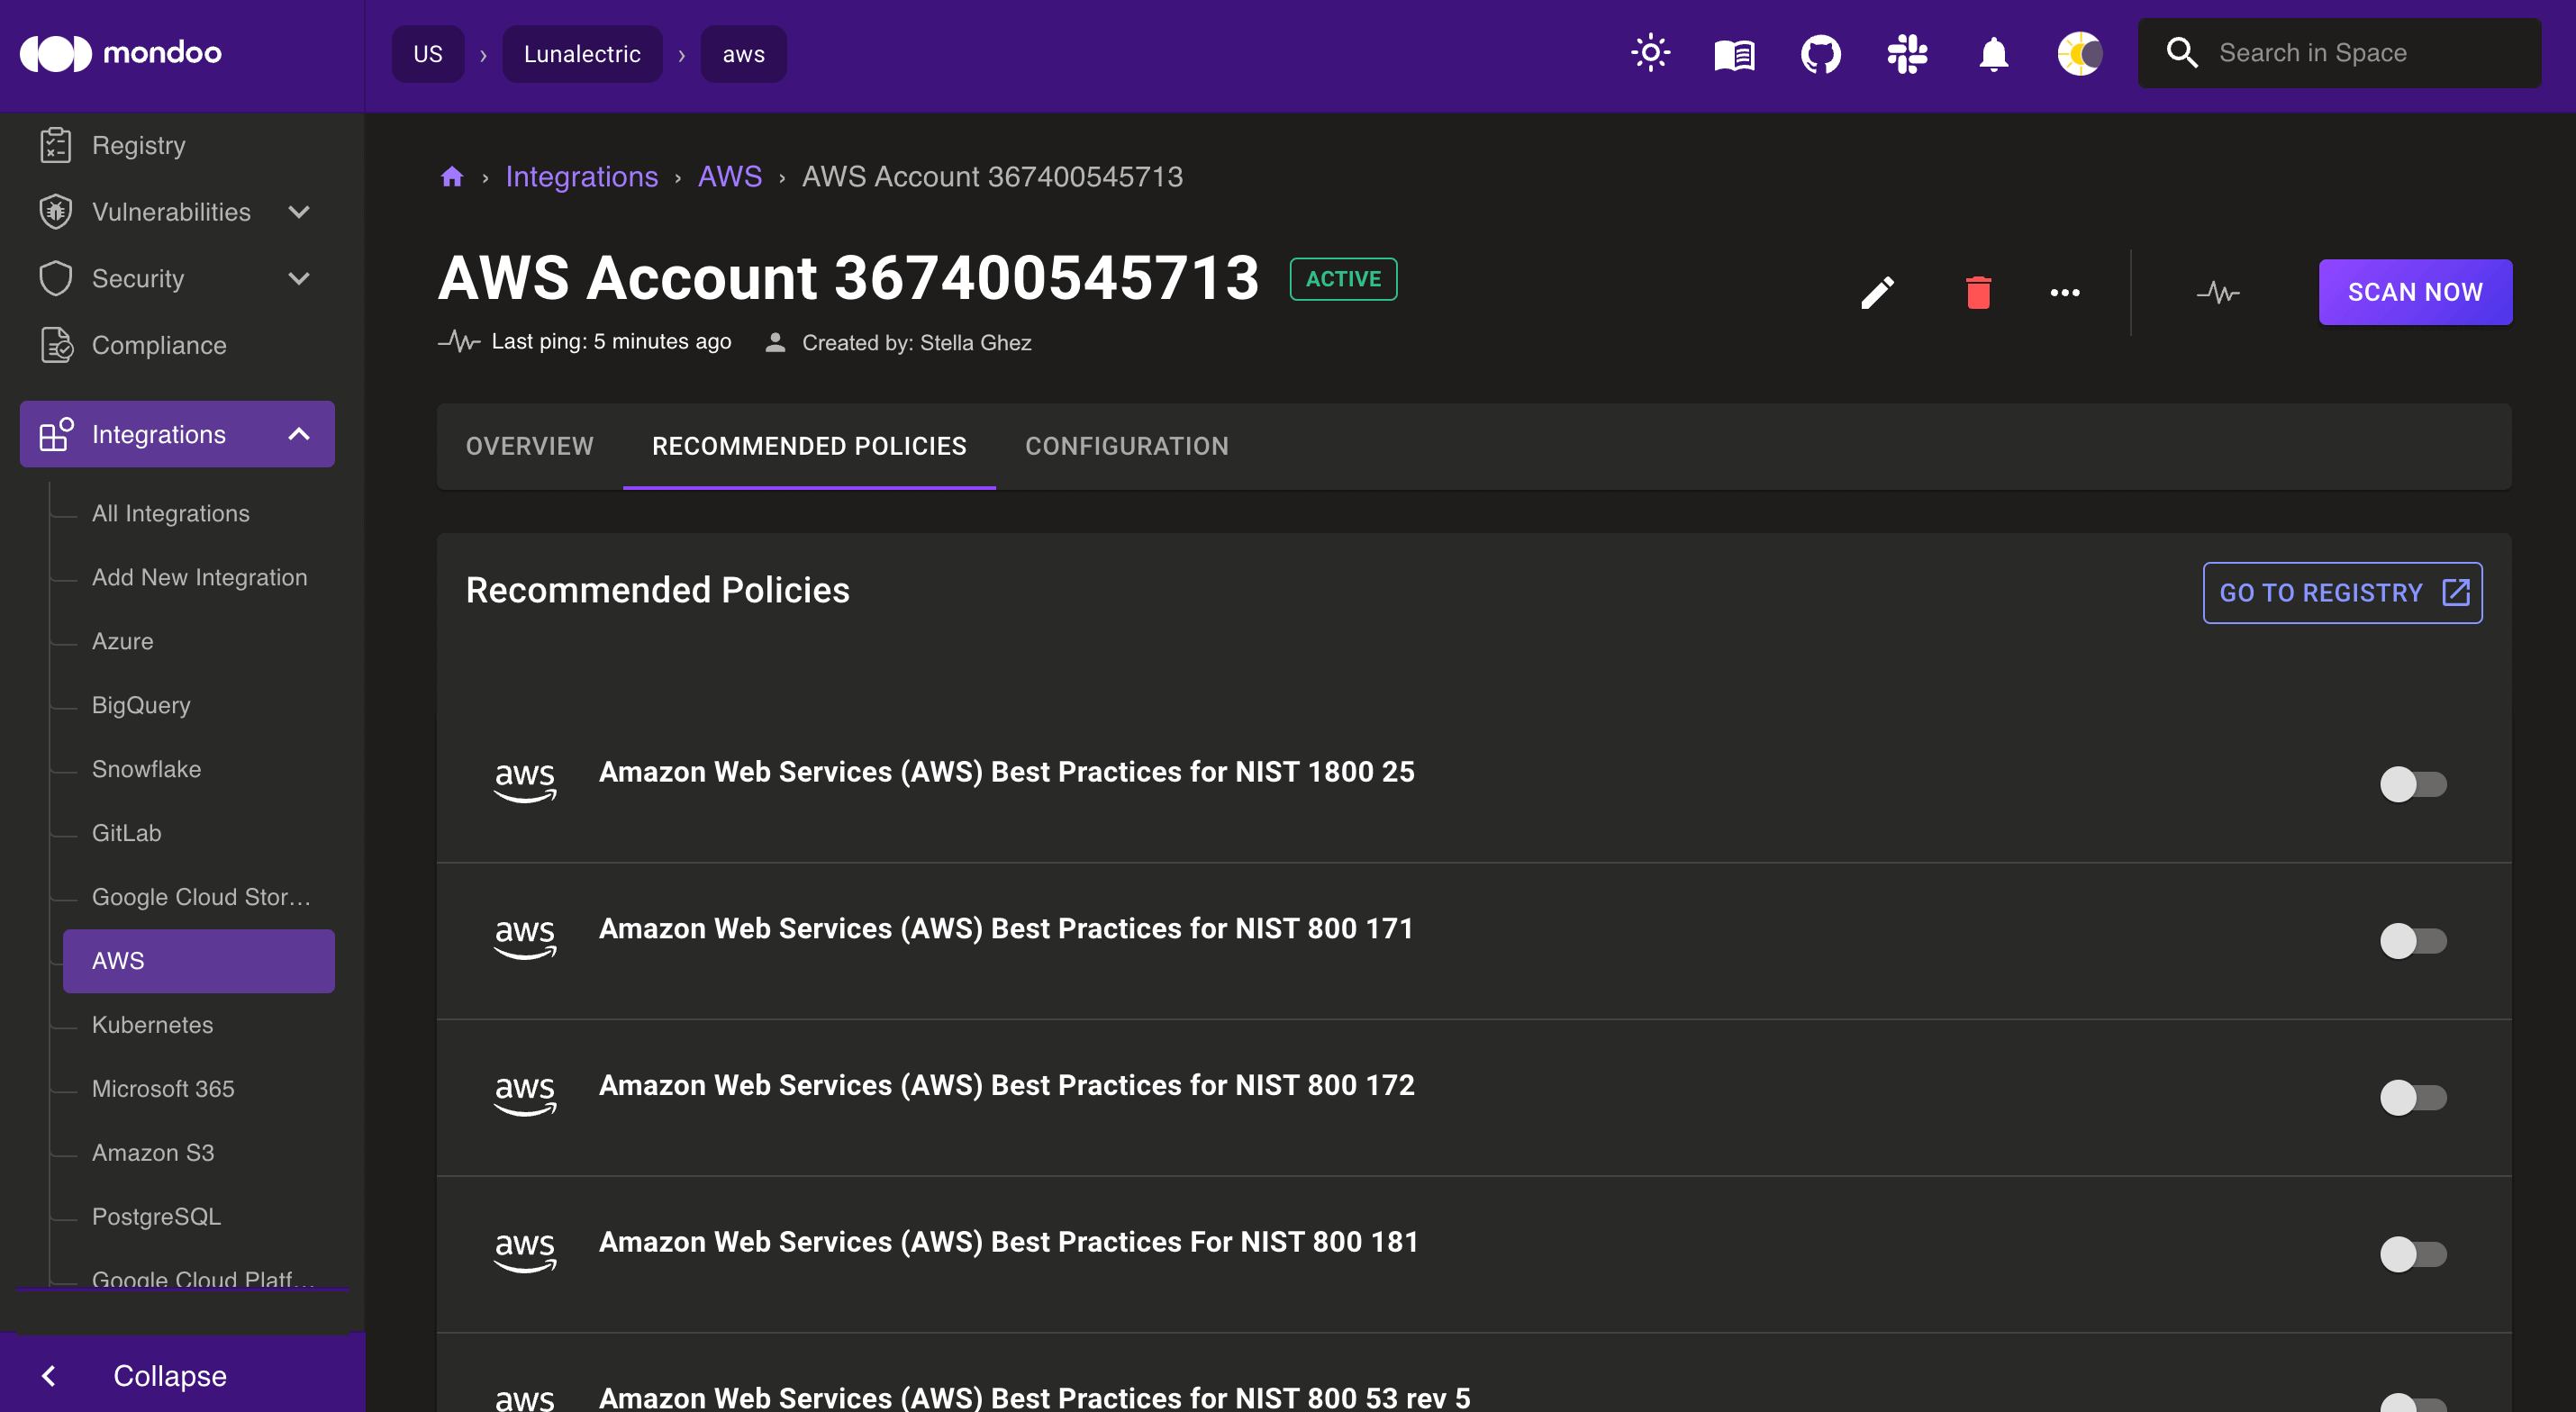 mondoo
US › Lunalectric › aws
Search in Space
Registry
Vulnerabilities
Security
Compliance
Integrations
All Integrations
Add New Integration
Azure
BigQuery
Snowflake
GitLab
Google Cloud Stor...
AWS
Kubernetes
Microsoft 365
Amazon S3
PostgreSQL
Google Cloud Platf...
Collapse
› Integrations › AWS › AWS Account 367400545713
AWS Account 367400545713 ACTIVE
Last ping: 5 minutes ago Created by: Stella Ghez
SCAN NOW
OVERVIEW RECOMMENDED POLICIES CONFIGURATION
Recommended Policies
GO TO REGISTRY
aws Amazon Web Services (AWS) Best Practices for NIST 1800 25
aws Amazon Web Services (AWS) Best Practices for NIST 800 171
aws Amazon Web Services (AWS) Best Practices for NIST 800 172
aws Amazon Web Services (AWS) Best Practices For NIST 800 181
aws Amazon Web Services (AWS) Best Practices for NIST 800 53 rev 5